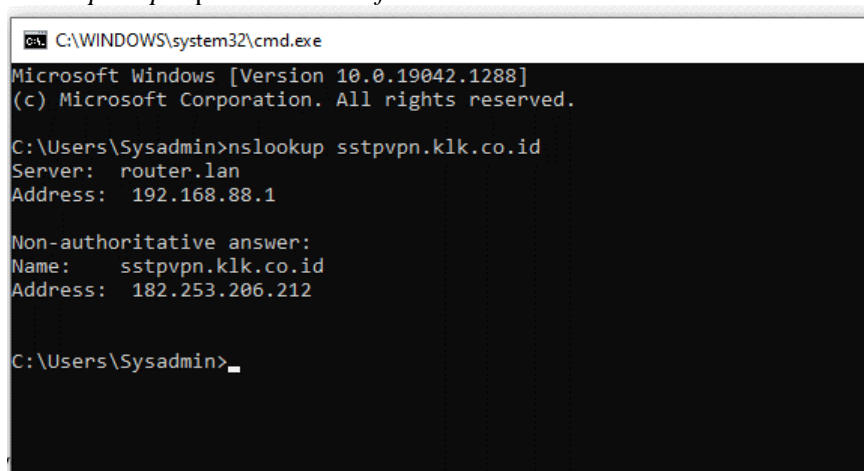 C:\WINDOWS\system32\cmd.exe
Microsoft Windows [Version 10.0.19042.1288]
(c) Microsoft Corporation. All rights reserved.
C:\Users\Sysadmin>nslookup sstpvpn.klk.co.id
Server:  router.lan
Address:  192.168.88.1
Non-authoritative answer:
Name:    sstpvpn.klk.co.id
Address:  182.253.206.212
C:\Users\Sysadmin>